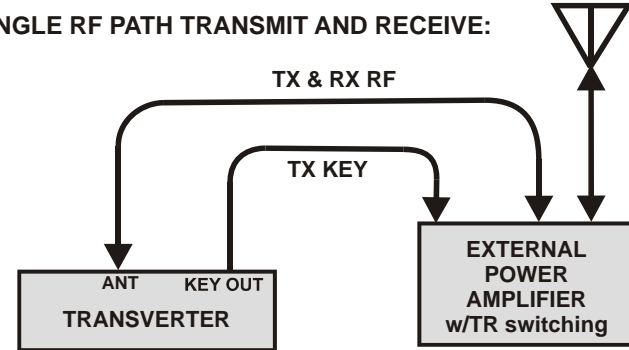 NGLE RF PATH TRANSMIT AND RECEIVE:
TX & RX RF
TX KEY
ANT
KEY OUT
TRANSVERTER
EXTERNAL
POWER
AMPLIFIER
w/TR switching